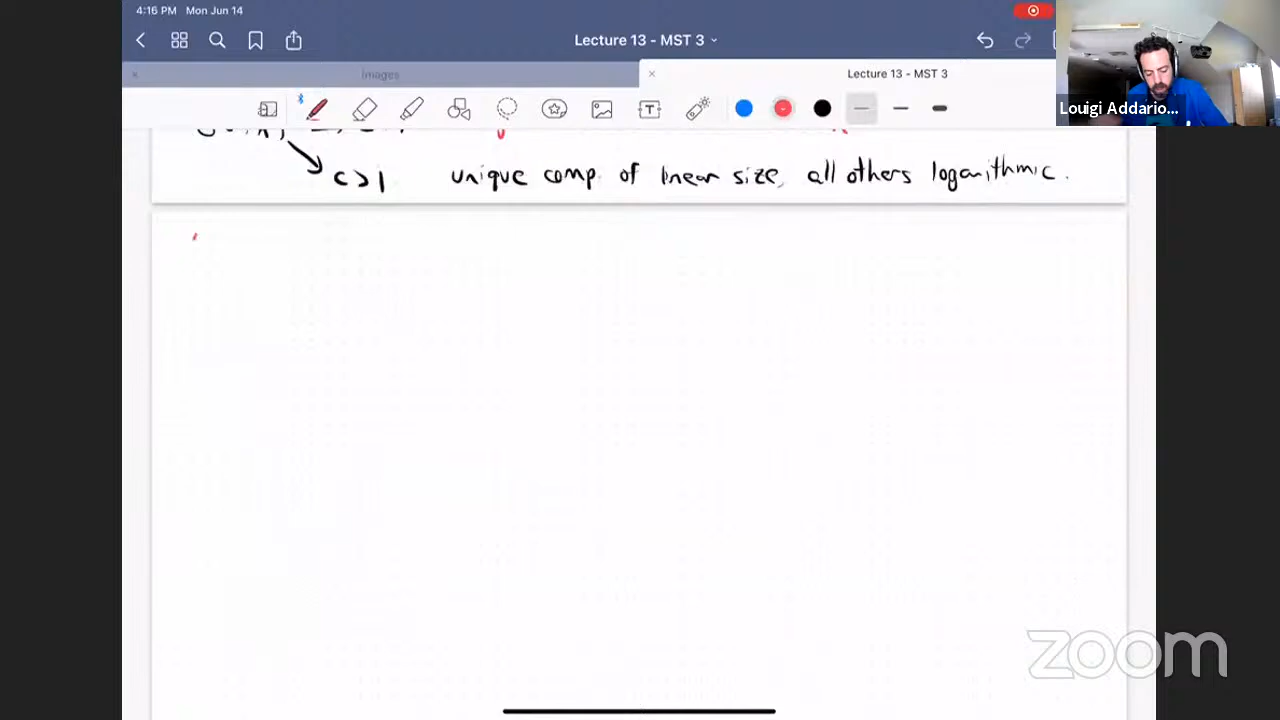 4:16 PM Mon Jun 14
Lecture 13 - MST 3
Images
Lecture 13 - MST 3
Louigi Addario...
c>1 unique comp. of linear size, all others logarithmic.
zoom